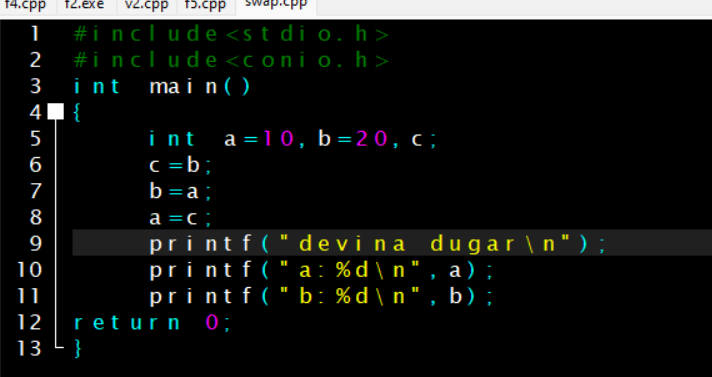 f4.cpp f2.exe v2.cpp f5.cpp swap.cpp
1 #include<stdio.h>
2 #include<conio.h>
3 int main()
4 {
5 int a=10, b=20, c;
6 c=b;
7 b=a;
8 a=c;
9 printf("devina dugar\n");
10 printf("a:%d\n", a);
11 printf("b:%d\n", b);
12 return 0;
13 }